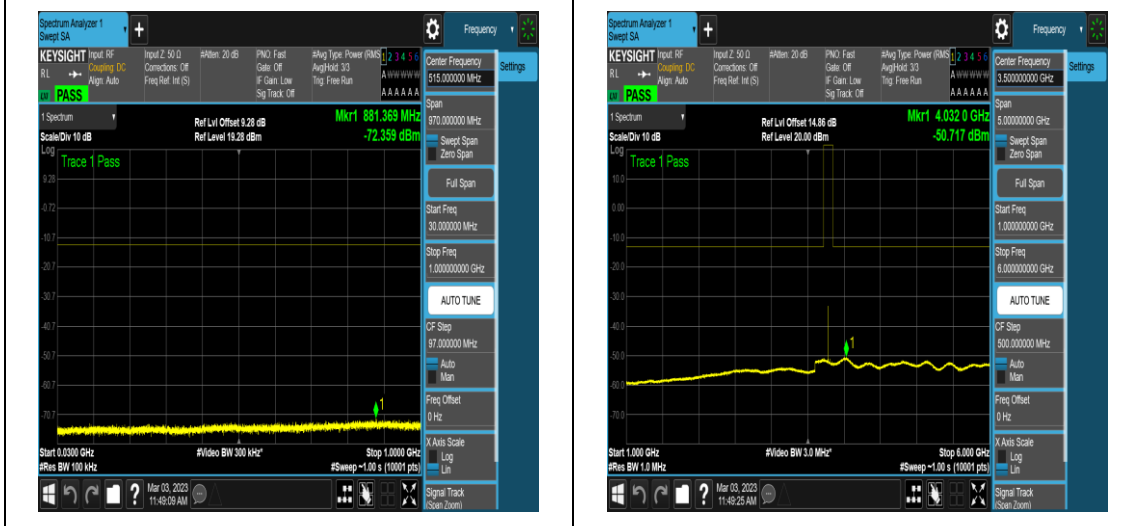 Spectrum Analyzer 1
Swept SA
Frequency
KEYSIGHT
Input: RF
Input Z: 50 Ω
#Atten: 20 dB
PNO: Fast
#Avg Type: Power (RMS
1 2 3 4 5 6
RL
Coupling: DC
Corrections: Off
Gate: Off
Avg|Hold: 3/3
A W W W W W
Align: Auto
Freq Ref: Int (S)
IF Gain: Low
Trig: Free Run
Sig Track: Off
A A A A A A
PASS
Center Frequency
515.000000 MHz
Settings
1 Spectrum
Ref Lvl Offset 9.28 dB
Mkr1 881.369 MHz
Scale/Div 10 dB
Ref Level 19.28 dBm
-72.359 dBm
Log
Trace 1 Pass
9.28
-0.72
-10.7
-20.7
-30.7
-40.7
-50.7
-60.7
-70.7
1
Start 0.0300 GHz
#Video BW 300 kHz*
Stop 1.0000 GHz
#Res BW 100 kHz
#Sweep ~1.00 s (10001 pts)
Span
970.000000 MHz
Swept Span
Zero Span
Full Span
Start Freq
30.000000 MHz
Stop Freq
1.000000000 GHz
AUTO TUNE
CF Step
97.000000 MHz
Auto
Man
Freq Offset
0 Hz
X Axis Scale
Log
Lin
Signal Track
(Span Zoom)
Mar 03, 2023
11:49:09 AM
Spectrum Analyzer 1
Swept SA
Frequency
KEYSIGHT
Input: RF
Input Z: 50 Ω
#Atten: 20 dB
PNO: Fast
#Avg Type: Power (RMS
1 2 3 4 5 6
RL
Coupling: DC
Corrections: Off
Gate: Off
Avg|Hold: 3/3
A W W W W W
Align: Auto
Freq Ref: Int (S)
IF Gain: Low
Trig: Free Run
Sig Track: Off
A A A A A A
PASS
Center Frequency
3.500000000 GHz
Settings
1 Spectrum
Ref Lvl Offset 14.86 dB
Mkr1 4.032 0 GHz
Scale/Div 10 dB
Ref Level 20.00 dBm
-50.717 dBm
Log
Trace 1 Pass
10.0
0.00
-10.0
-20.0
-30.0
-40.0
-50.0
-60.0
-70.0
1
Start 1.000 GHz
#Video BW 3.0 MHz*
Stop 6.000 GHz
#Res BW 1.0 MHz
#Sweep ~1.00 s (10001 pts)
Span
5.00000000 GHz
Swept Span
Zero Span
Full Span
Start Freq
1.000000000 GHz
Stop Freq
6.000000000 GHz
AUTO TUNE
CF Step
500.000000 MHz
Auto
Man
Freq Offset
0 Hz
X Axis Scale
Log
Lin
Signal Track
(Span Zoom)
Mar 03, 2023
11:49:25 AM